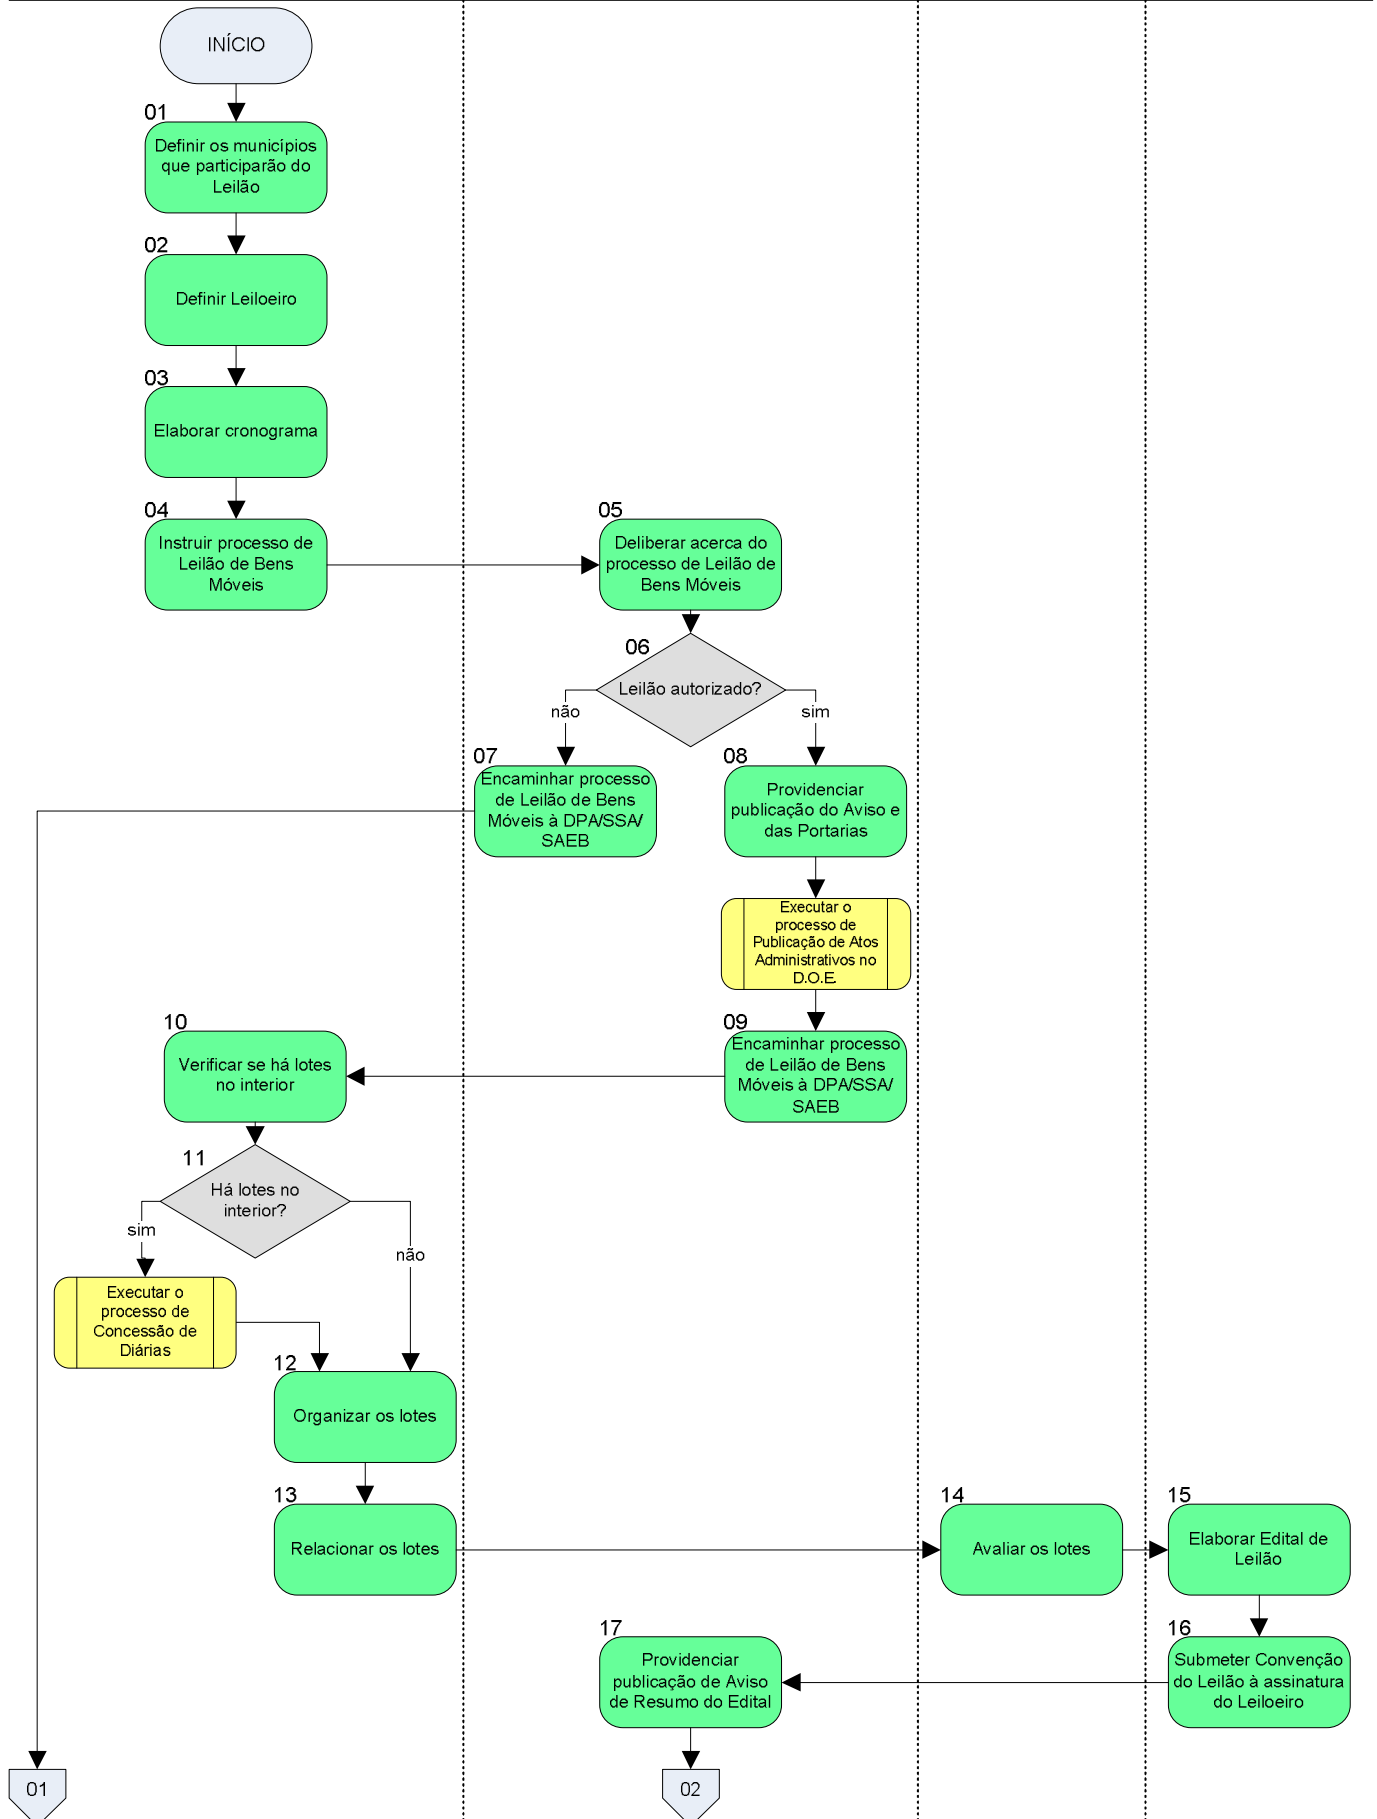 INÍCIO
01
Definir os municípios
que participarão do
Leilão
02
Definir Leiloeiro
03
Elaborar cronograma
04
Instruir processo de
Leilão de Bens
Móveis
05
Deliberar acerca do
processo de Leilão de
Bens Móveis
06
Leilão autorizado?
não
sim
07
Encaminhar processo
de Leilão de Bens
Móveis à DPA/SSA/
SAEB
08
Providenciar
publicação do Aviso e
das Portarias
Executar o
processo de
Publicação de Atos
Administrativos no
D.O.E.
09
Encaminhar processo
de Leilão de Bens
Móveis à DPA/SSA/
SAEB
10
Verificar se há lotes
no interior
11
Há lotes no
interior?
sim
não
Executar o
processo de
Concessão de
Diárias
12
Organizar os lotes
13
Relacionar os lotes
14
Avaliar os lotes
15
Elaborar Edital de
Leilão
16
Submeter Convenção
do Leilão à assinatura
do Leiloeiro
17
Providenciar
publicação de Aviso
de Resumo do Edital
01
02